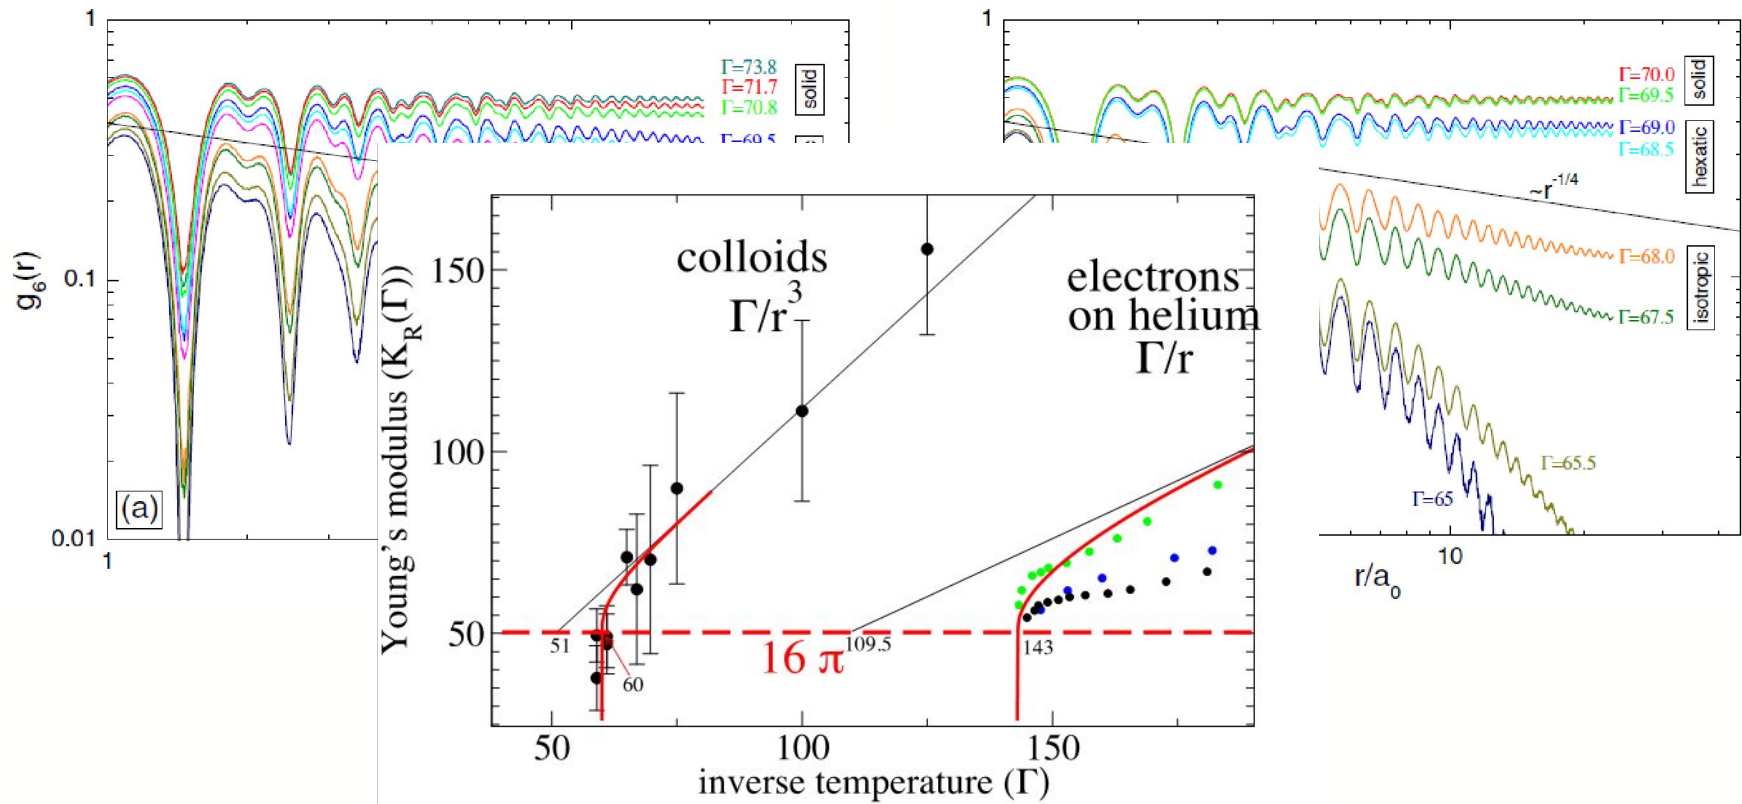 1
Γ=73.8
Γ=71.7
Γ=70.8
solid
g6(r)
0.1
0.01
(a)
1
1
Γ=70.0
Γ=69.5
solid
Γ=69.0
Γ=68.5
hexatic
~r^-1/4
Γ=68.0
Γ=67.5
isotropic
Γ=65.5
Γ=65
10
r/a0
Young's modulus (KR(Γ))
150
100
50
colloids
Γ/r^3
electrons
on helium
Γ/r
51
60
16 π
109.5
143
50
100
150
inverse temperature (Γ)